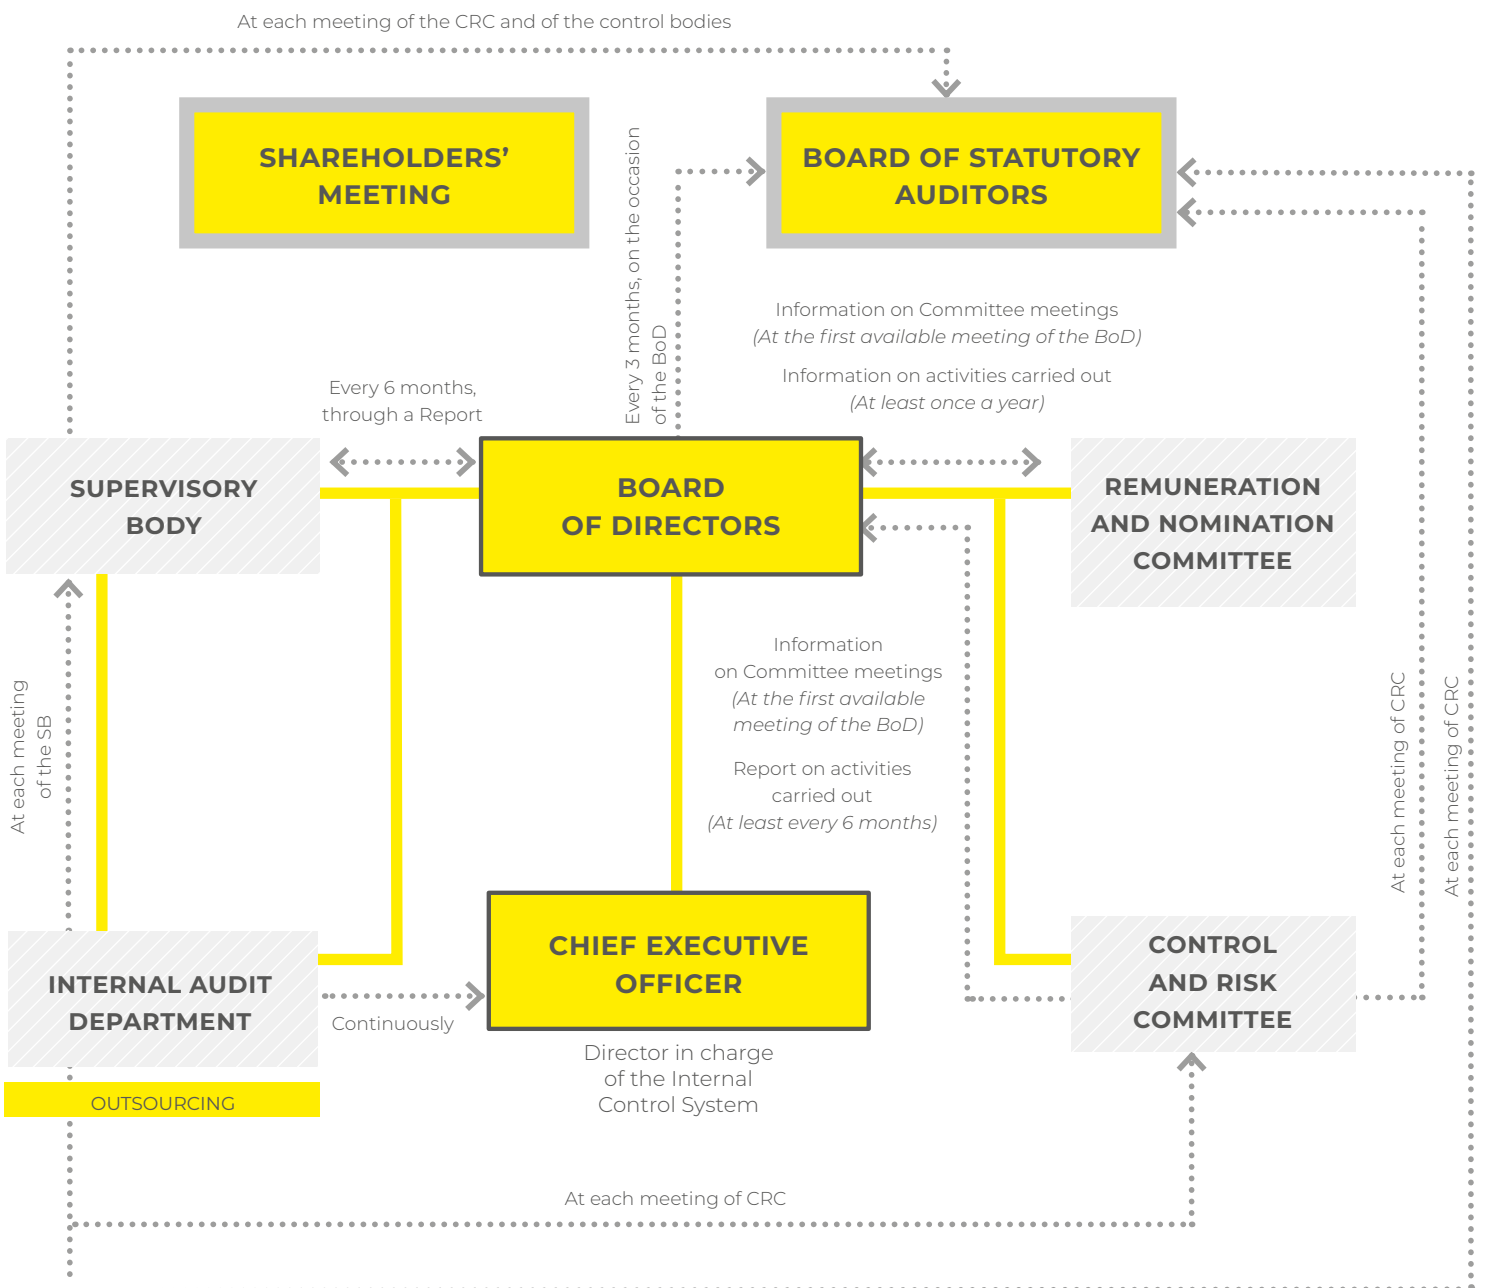 At each meeting of the CRC and of the control bodies
SHAREHOLDERS’
MEETING
BOARD OF STATUTORY
AUDITORS
Every 3 months, on the occasion
of the BoD
Information on Committee meetings
(At the first available meeting of the BoD)
Information on activities carried out
(At least once a year)
Every 6 months,
through a Report
SUPERVISORY
BODY
BOARD
OF DIRECTORS
REMUNERATION
AND NOMINATION
COMMITTEE
At each meeting
of the SB
Information
on Committee meetings
(At the first available
meeting of the BoD)
Report on activities
carried out
(At least every 6 months)
At each meeting of CRC
At each meeting of CRC
INTERNAL AUDIT
DEPARTMENT
Continuously
CHIEF EXECUTIVE
OFFICER
CONTROL
AND RISK
COMMITTEE
Director in charge
of the Internal
Control System
OUTSOURCING
At each meeting of CRC